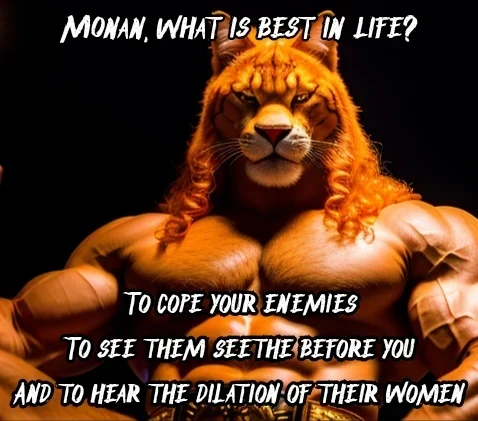 MONAN, WHAT IS BEST IN LIFE?
TO COPE YOUR ENEMIES
TO SEE THEM SEETHE BEFORE YOU
AND TO HEAR THE DILATION OF THEIR WOMEN